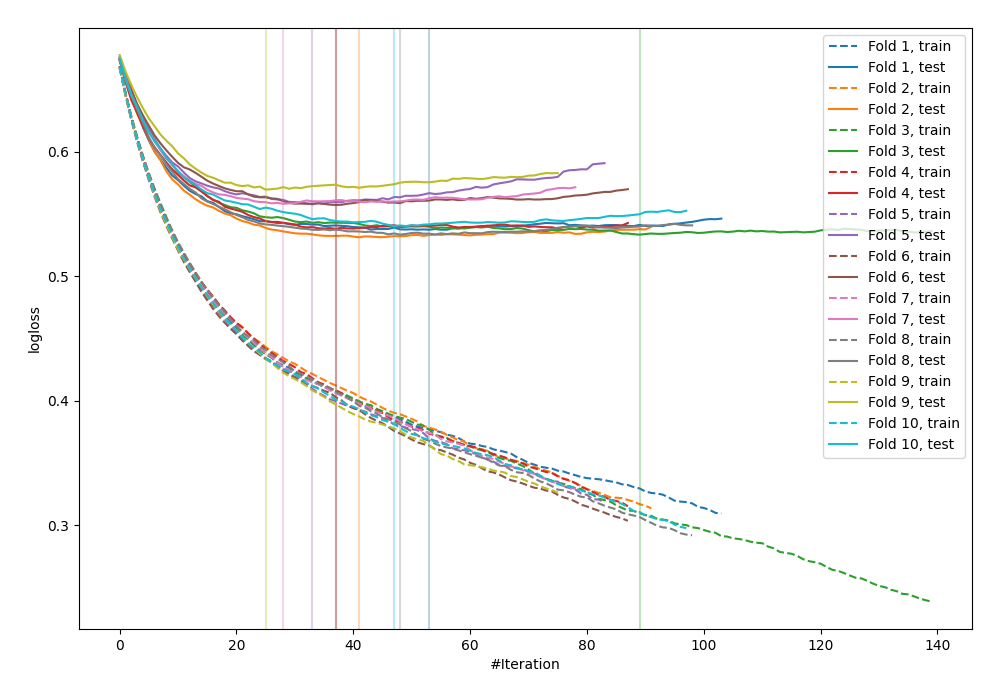 0.6
0.5
0.4
0.3
logloss
0
20
40
60
80
100
120
140
#Iteration
Fold 1, train
Fold 1, test
Fold 2, train
Fold 2, test
Fold 3, train
Fold 3, test
Fold 4, train
Fold 4, test
Fold 5, train
Fold 5, test
Fold 6, train
Fold 6, test
Fold 7, train
Fold 7, test
Fold 8, train
Fold 8, test
Fold 9, train
Fold 9, test
Fold 10, train
Fold 10, test